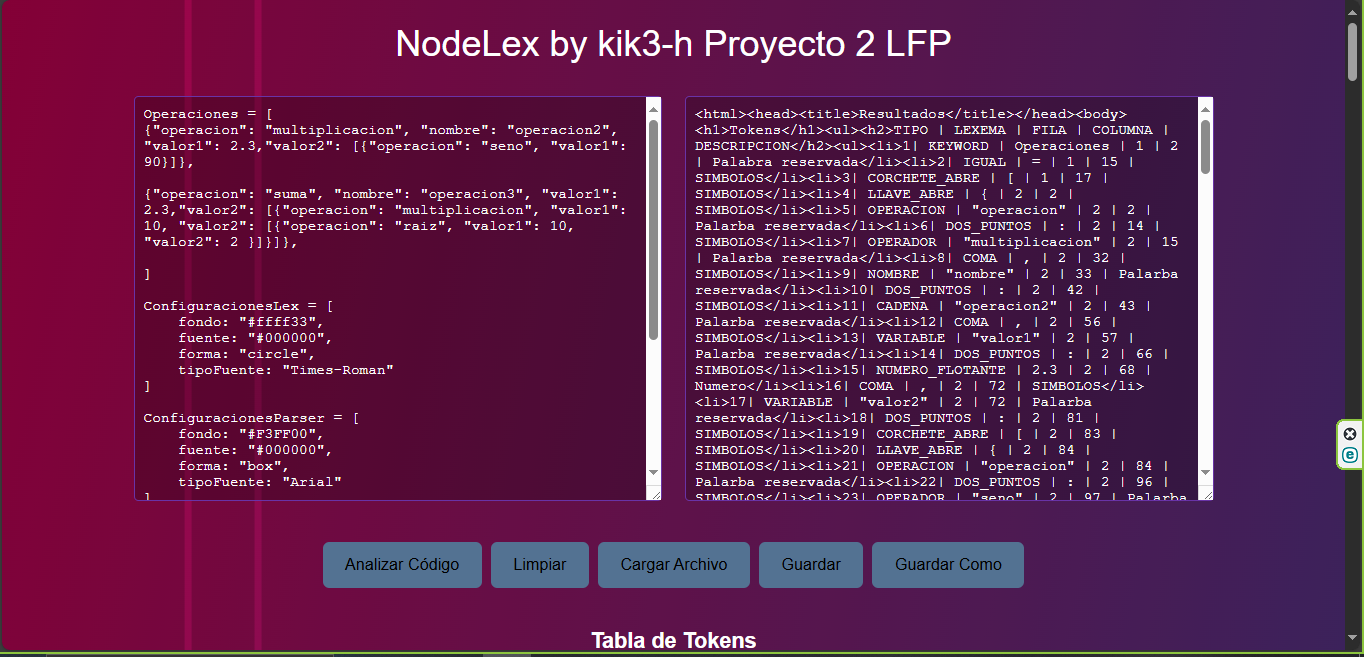 NodeLex by kik3-h Proyecto 2 LFP
Operaciones = [
{"operacion": "multiplicacion", "nombre": "operacion2",
"valor1": 2.3,"valor2": [{"operacion": "seno", "valor1":
90}]},
{"operacion": "suma", "nombre": "operacion3", "valor1":
2.3,"valor2": [{"operacion": "multiplicacion", "valor1":
10, "valor2": [{"operacion": "raiz", "valor1": 10,
"valor2": 2 }]}]},
]
ConfiguracionesLex = [
fondo: "#ffff33",
fuente: "#000000",
forma: "circle",
tipoFuente: "Times-Roman"
]
ConfiguracionesParser = [
fondo: "#F3FF00",
fuente: "#000000",
forma: "box",
tipoFuente: "Arial"
]
<html><head><title>Resultados</title></head><body>
<h1>Tokens</h1><ul><h2>TIPO | LEXEMA | FILA | COLUMNA |
DESCRIPCION</h2><ul><li>1| KEYWORD | Operaciones | 1 | 2
| Palabra reservada</li><li>2| IGUAL | = | 1 | 15 |
SIMBOLOS</li><li>3| CORCHETE_ABRE | [ | 1 | 17 |
SIMBOLOS</li><li>4| LLAVE_ABRE | { | 2 | 2 |
SIMBOLOS</li><li>5| OPERACION | "operacion" | 2 | 2 |
Palarba reservada</li><li>6| DOS_PUNTOS | : | 2 | 14 |
SIMBOLOS</li><li>7| OPERADOR | "multiplicacion" | 2 | 15
| Palarba reservada</li><li>8| COMA | , | 2 | 32 |
SIMBOLOS</li><li>9| NOMBRE | "nombre" | 2 | 33 | Palarba
reservada</li><li>10| DOS_PUNTOS | : | 2 | 42 |
SIMBOLOS</li><li>11| CADENA | "operacion2" | 2 | 43 |
Palarba reservada</li><li>12| COMA | , | 2 | 56 |
SIMBOLOS</li><li>13| VARIABLE | "valor1" | 2 | 57 |
Palarba reservada</li><li>14| DOS_PUNTOS | : | 2 | 66 |
SIMBOLOS</li><li>15| NUMERO_FLOTANTE | 2.3 | 2 | 68 |
Numero</li><li>16| COMA | , | 2 | 72 | SIMBOLOS</li>
<li>17| VARIABLE | "valor2" | 2 | 72 | Palarba
reservada</li><li>18| DOS_PUNTOS | : | 2 | 81 |
SIMBOLOS</li><li>19| CORCHETE_ABRE | [ | 2 | 83 |
SIMBOLOS</li><li>20| LLAVE_ABRE | { | 2 | 84 |
SIMBOLOS</li><li>21| OPERACION | "operacion" | 2 | 84 |
Palarba reservada</li><li>22| DOS_PUNTOS | : | 2 | 96 |
SIMBOLOS</li><li>23| OPERADOR | "seno" | 2 | 97 | Palarba
Analizar Código
Limpiar
Cargar Archivo
Guardar
Guardar Como
Tabla de Tokens